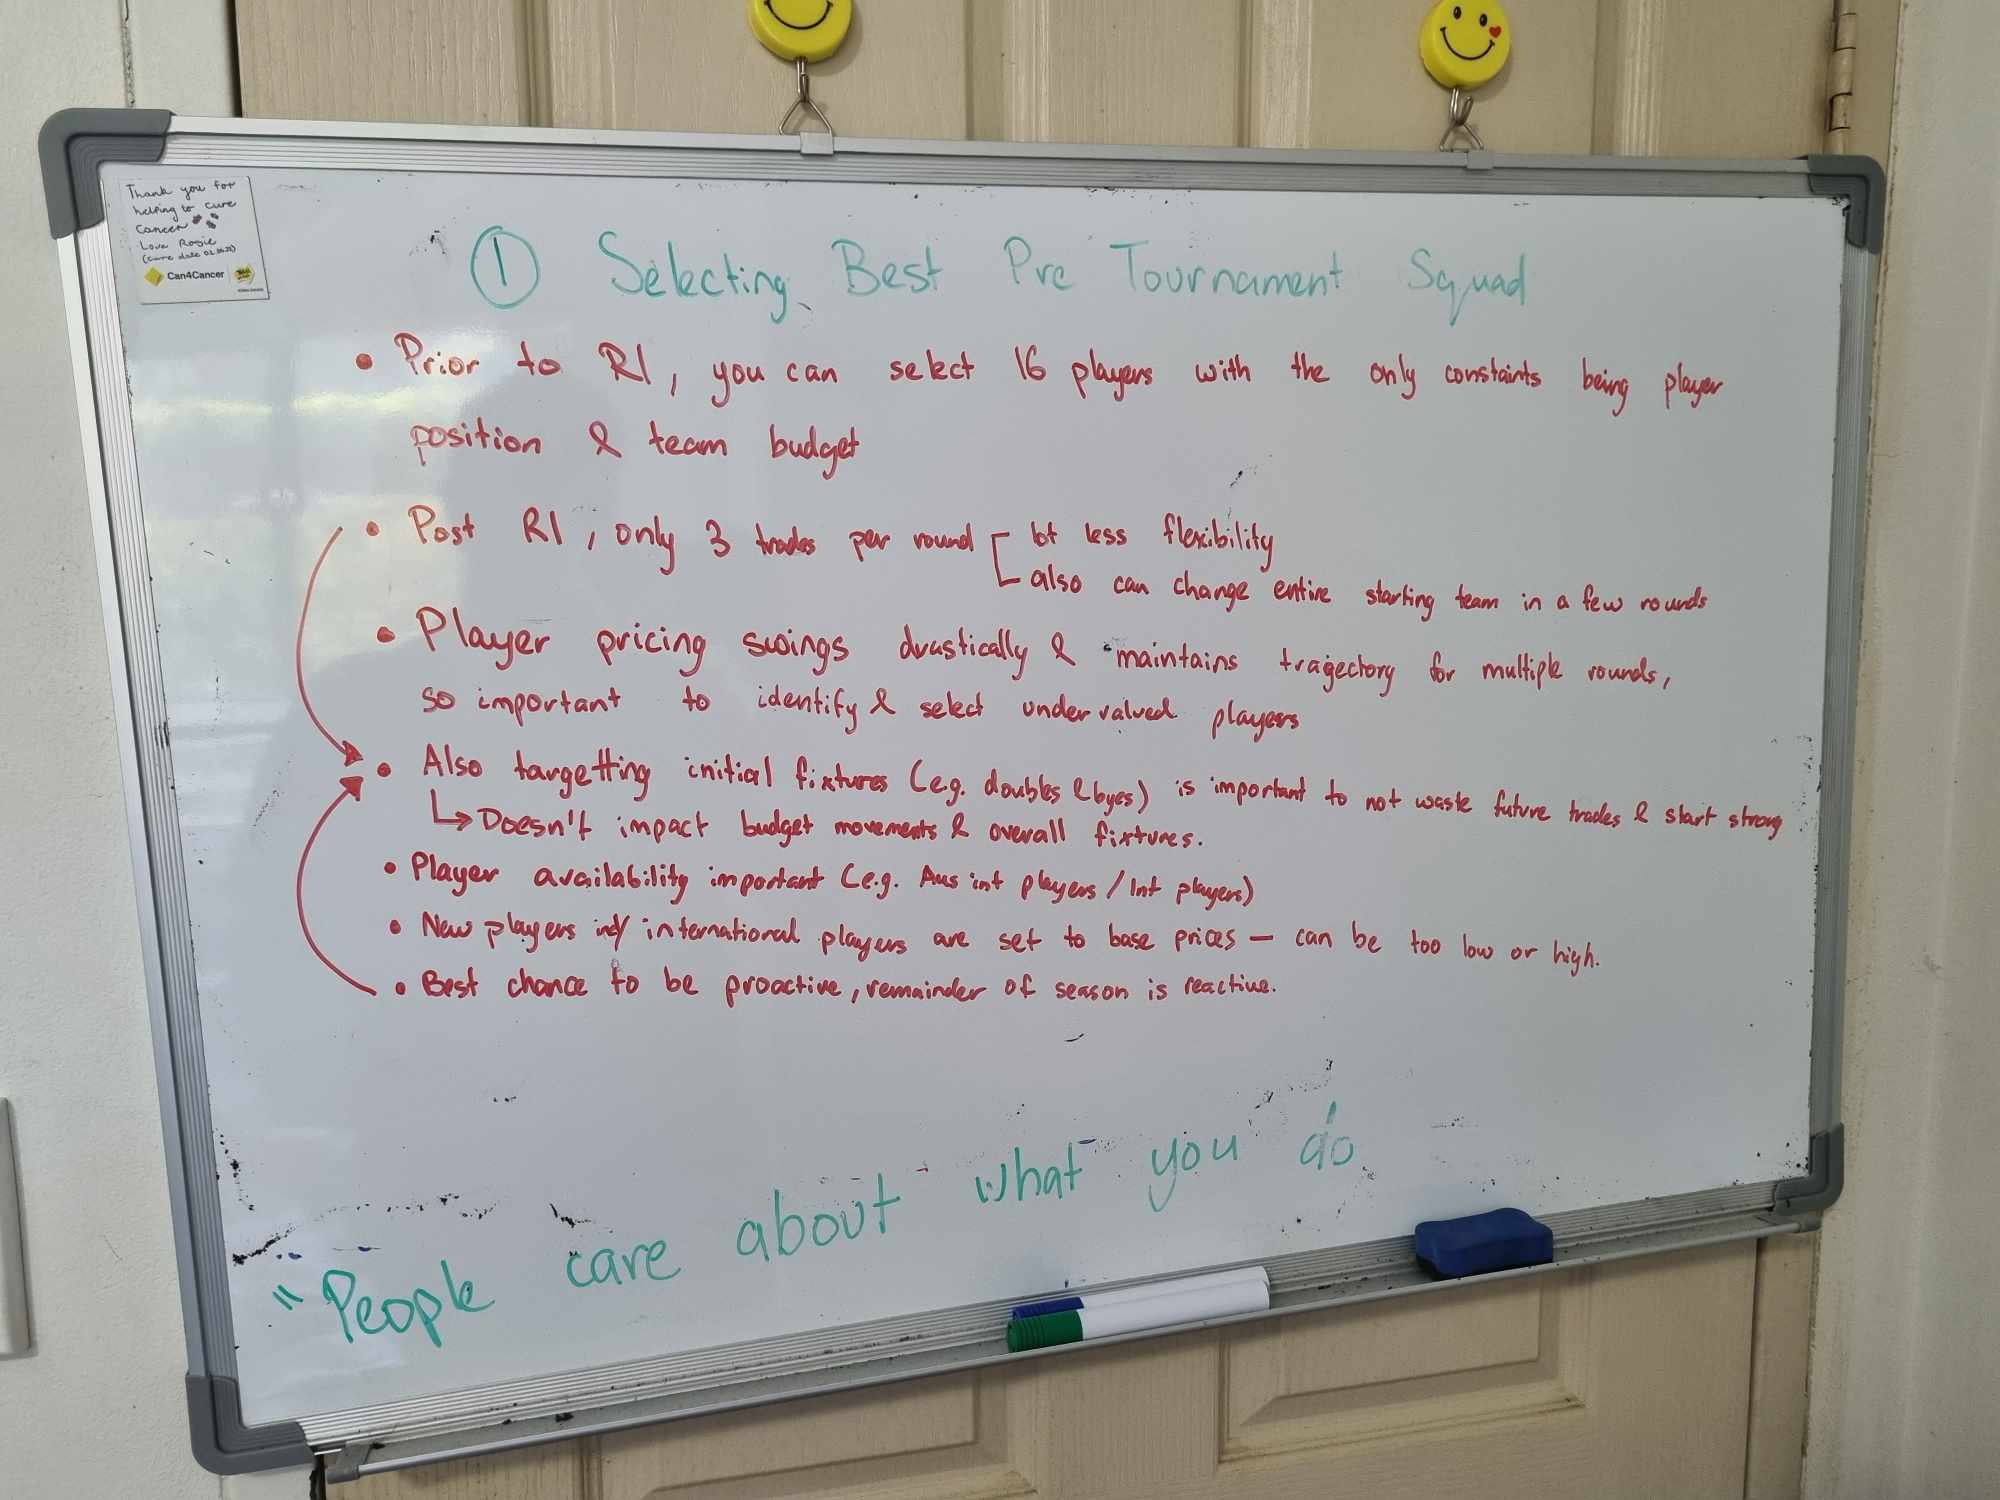 Thank you for
helping to cure
cancer
Love Rosie
Can4Cancer
① Selecting Best Pre Tournament Squad
• Prior to R1, you can select 16 players with the only constaints being player
position & team budget
• Post R1, only 3 trades per round
lot less flexibility
also can change entire starting team in a few rounds
• Player pricing swings drastically & maintains trajectory for multiple rounds,
so important to identify & select undervalued players
• Also targetting initial fixtures (e.g. doubles & byes) is important to not waste future trades & start strong
↳ Doesn't impact budget movements & overall fixtures.
• Player availability important (e.g. Aus int players / Int players)
• New players international players are set to base prices – can be too low or high.
• Best chance to be proactive, remainder of season is reactive.
"People care about what you do